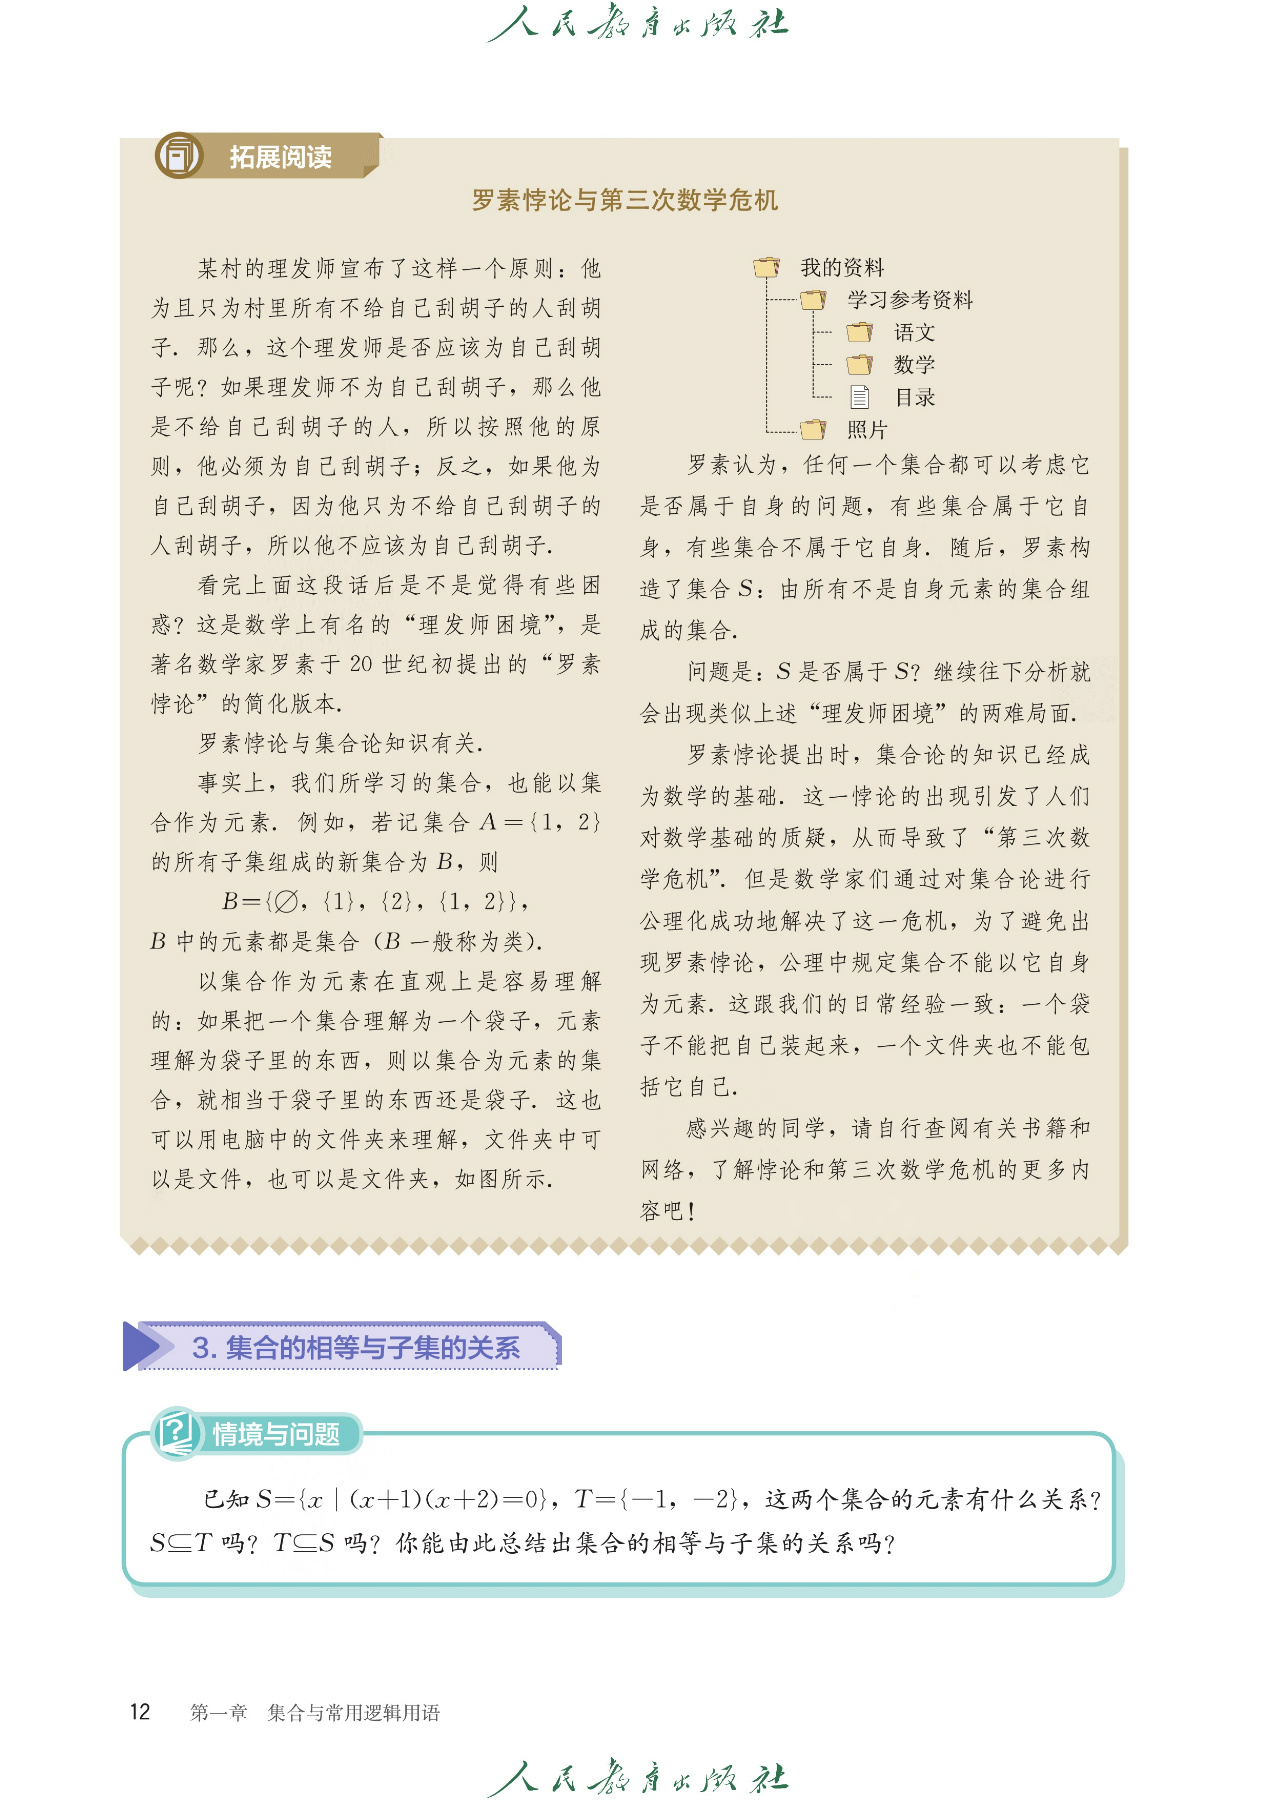 人民教育出版社
拓展阅读
罗素悖论与第三次数学危机
某村的理发师宣布了这样一个原则：他
为且只为村里所有不给自己刮胡子的人刮胡
子．那么，这个理发师是否应该为自己刮胡
子呢？如果理发师不为自己刮胡子，那么他
是不给自己刮胡子的人，所以按照他的原
则，他必须为自己刮胡子；反之，如果他为
自己刮胡子，因为他只为不给自己刮胡子的
人刮胡子，所以他不应该为自己刮胡子．
看完上面这段话后是不是觉得有些困
惑？这是数学上有名的“理发师困境”，是
著名数学家罗素于 20 世纪初提出的“罗素
悖论”的简化版本．
罗素悖论与集合论知识有关．
事实上，我们所学习的集合，也能以集
合作为元素．例如，若记集合 A＝{1，2}
的所有子集组成的新集合为 B，则
B＝{∅，{1}，{2}，{1，2}}，
B 中的元素都是集合（B 一般称为类）．
以集合作为元素在直观上是容易理解
的：如果把一个集合理解为一个袋子，元素
理解为袋子里的东西，则以集合为元素的集
合，就相当于袋子里的东西还是袋子．这也
可以用电脑中的文件夹来理解，文件夹中可
以是文件，也可以是文件夹，如图所示．
我的资料
学习参考资料
语文
数学
目录
照片
罗素认为，任何一个集合都可以考虑它
是否属于自身的问题，有些集合属于它自
身，有些集合不属于它自身．随后，罗素构
造了集合 S：由所有不是自身元素的集合组
成的集合．
问题是：S 是否属于 S？继续往下分析就
会出现类似上述“理发师困境”的两难局面．
罗素悖论提出时，集合论的知识已经成
为数学的基础．这一悖论的出现引发了人们
对数学基础的质疑，从而导致了“第三次数
学危机”．但是数学家们通过对集合论进行
公理化成功地解决了这一危机，为了避免出
现罗素悖论，公理中规定集合不能以它自身
为元素．这跟我们的日常经验一致：一个袋
子不能把自己装起来，一个文件夹也不能包
括它自己．
感兴趣的同学，请自行查阅有关书籍和
网络，了解悖论和第三次数学危机的更多内
容吧！
3. 集合的相等与子集的关系
情境与问题
已知 S＝{x｜(x＋1)(x＋2)＝0}，T＝{－1，－2}，这两个集合的元素有什么关系？
S⊆T 吗？T⊆S 吗？你能由此总结出集合的相等与子集的关系吗？
12 第一章 集合与常用逻辑用语
人民教育出版社